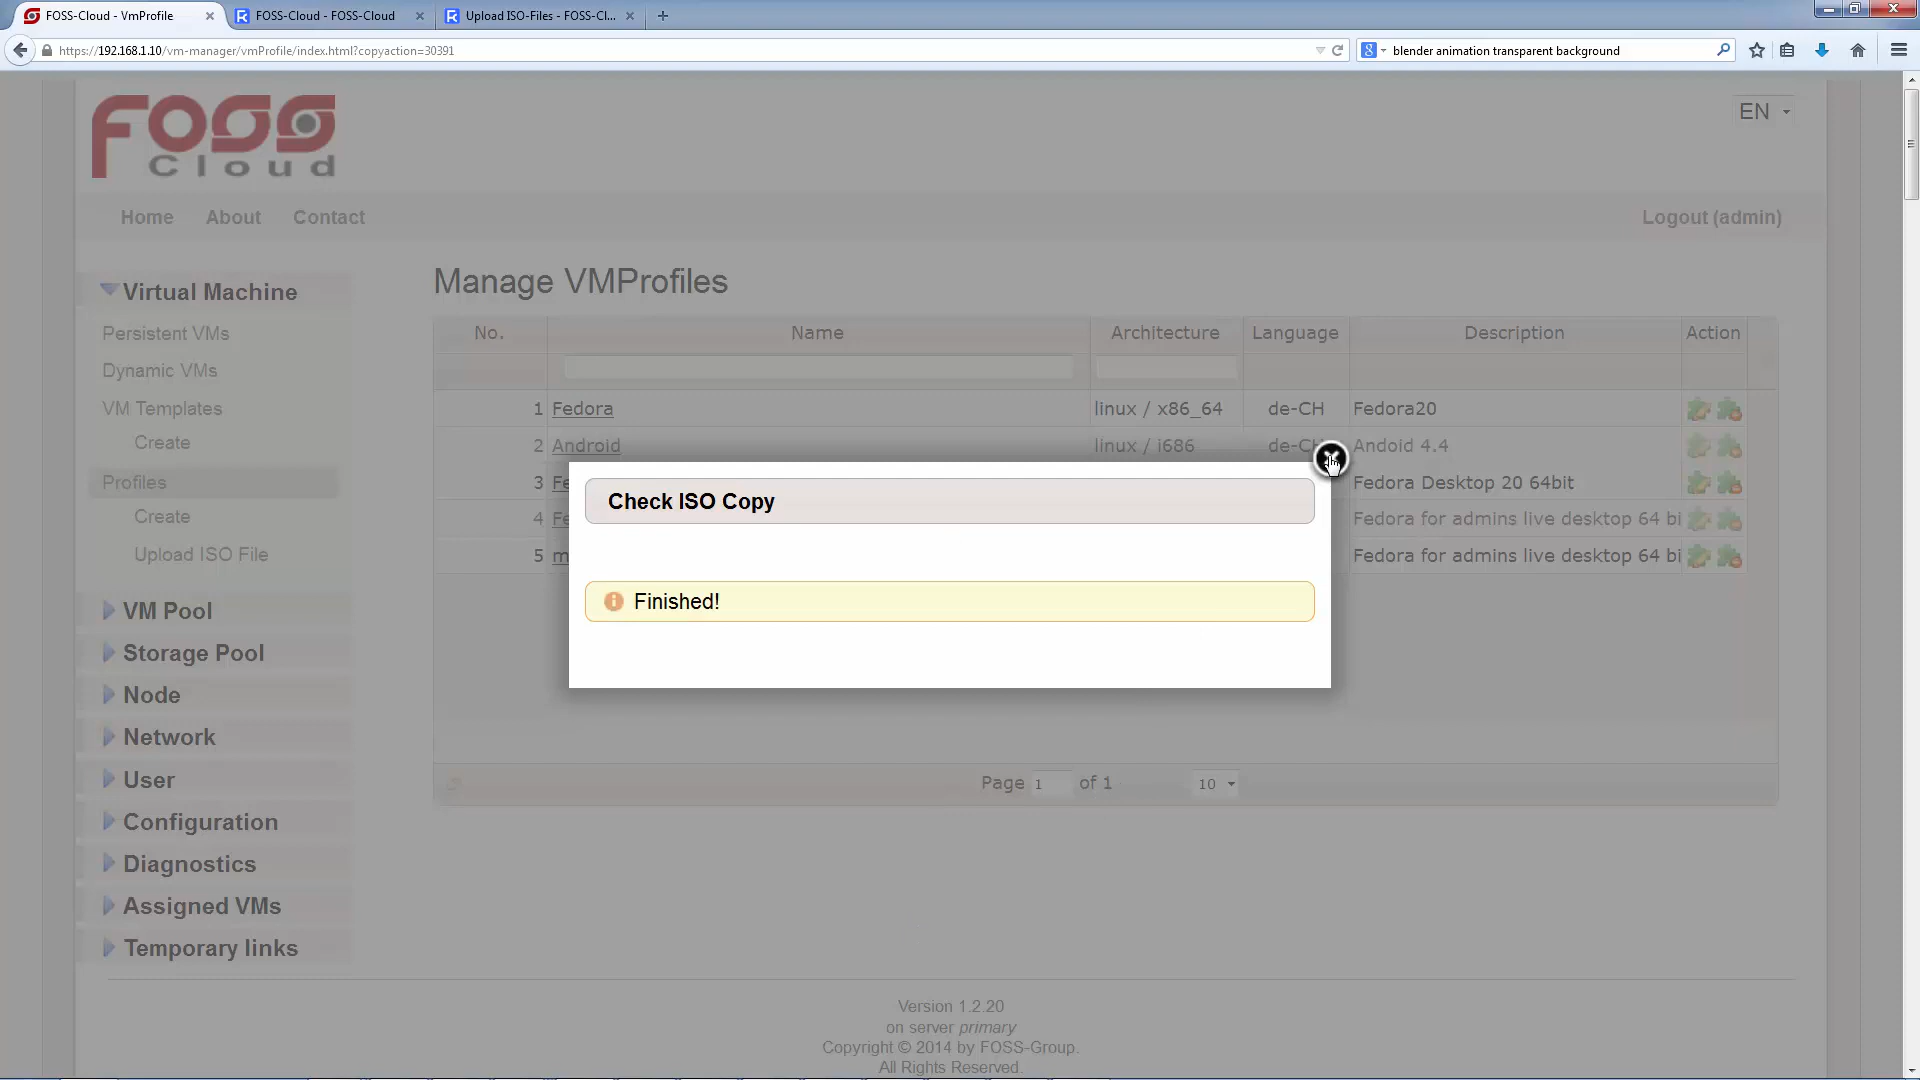 FOSS-Cloud - VmProfile
FOSS-Cloud - FOSS-Cloud
Upload ISO-Files - FOSS-Cl...
https://192.168.1.10/vm-manager/vmProfile/index.html?copyaction=30391
blender animation transparent background
FOSS
Cloud
EN
Home About Contact
Logout (admin)
Virtual Machine
Persistent VMs
Dynamic VMs
VM Templates
Create
Profiles
Create
Upload ISO File
VM Pool
Storage Pool
Node
Network
User
Configuration
Diagnostics
Assigned VMs
Temporary links
Manage VMProfiles
No. Name Architecture Language Description Action
1 Fedora linux / x86_64 de-CH Fedora20
2 Android linux / i686 de-CH Andoid 4.4
3 Fe Fedora Desktop 20 64bit
4 Fe Fedora for admins live desktop 64 bi
5 m Fedora for admins live desktop 64 bi
Check ISO Copy
Finished!
Page 1 of 1 10
Version 1.2.20
on server primary
Copyright © 2014 by FOSS-Group.
All Rights Reserved.